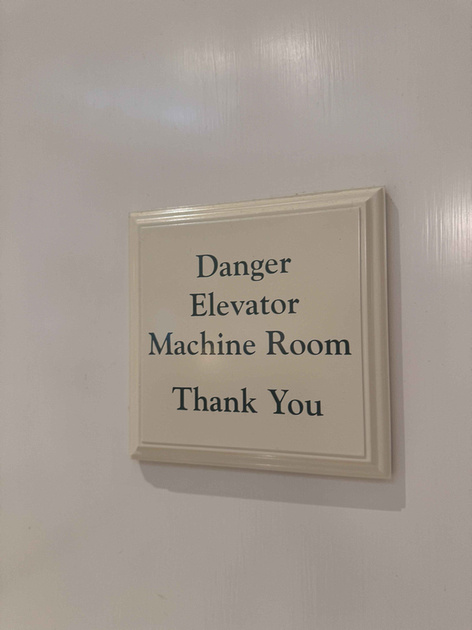 Danger
Elevator
Machine Room
Thank You